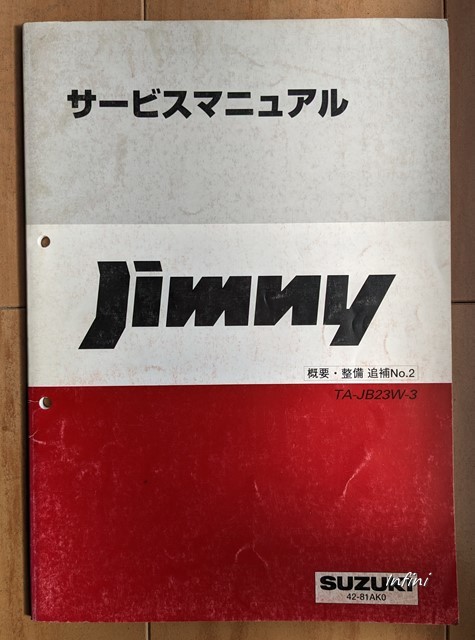 サービスマニュアル
Jimny
概要・整備 追補No.2
TA-JB23W-3
SUZUKI
Infini
42-81AK0